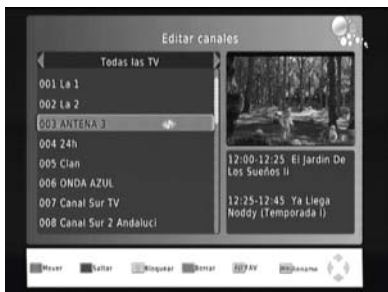 Editar canales
Todas las TV
001 La 1
002 La 2
003 ANTENA 3
004 24h
005 Clan
006 ONDA AZUL
007 Canal Sur TV
008 Canal Sur 2 Andaluci
12:00-12:25 El Jardin De
Los Sueños Ii
12:25-12:45 Ya Llega
Noddy (Temporada I)
Mover Saltar Bloquear Borrar FAV Rename